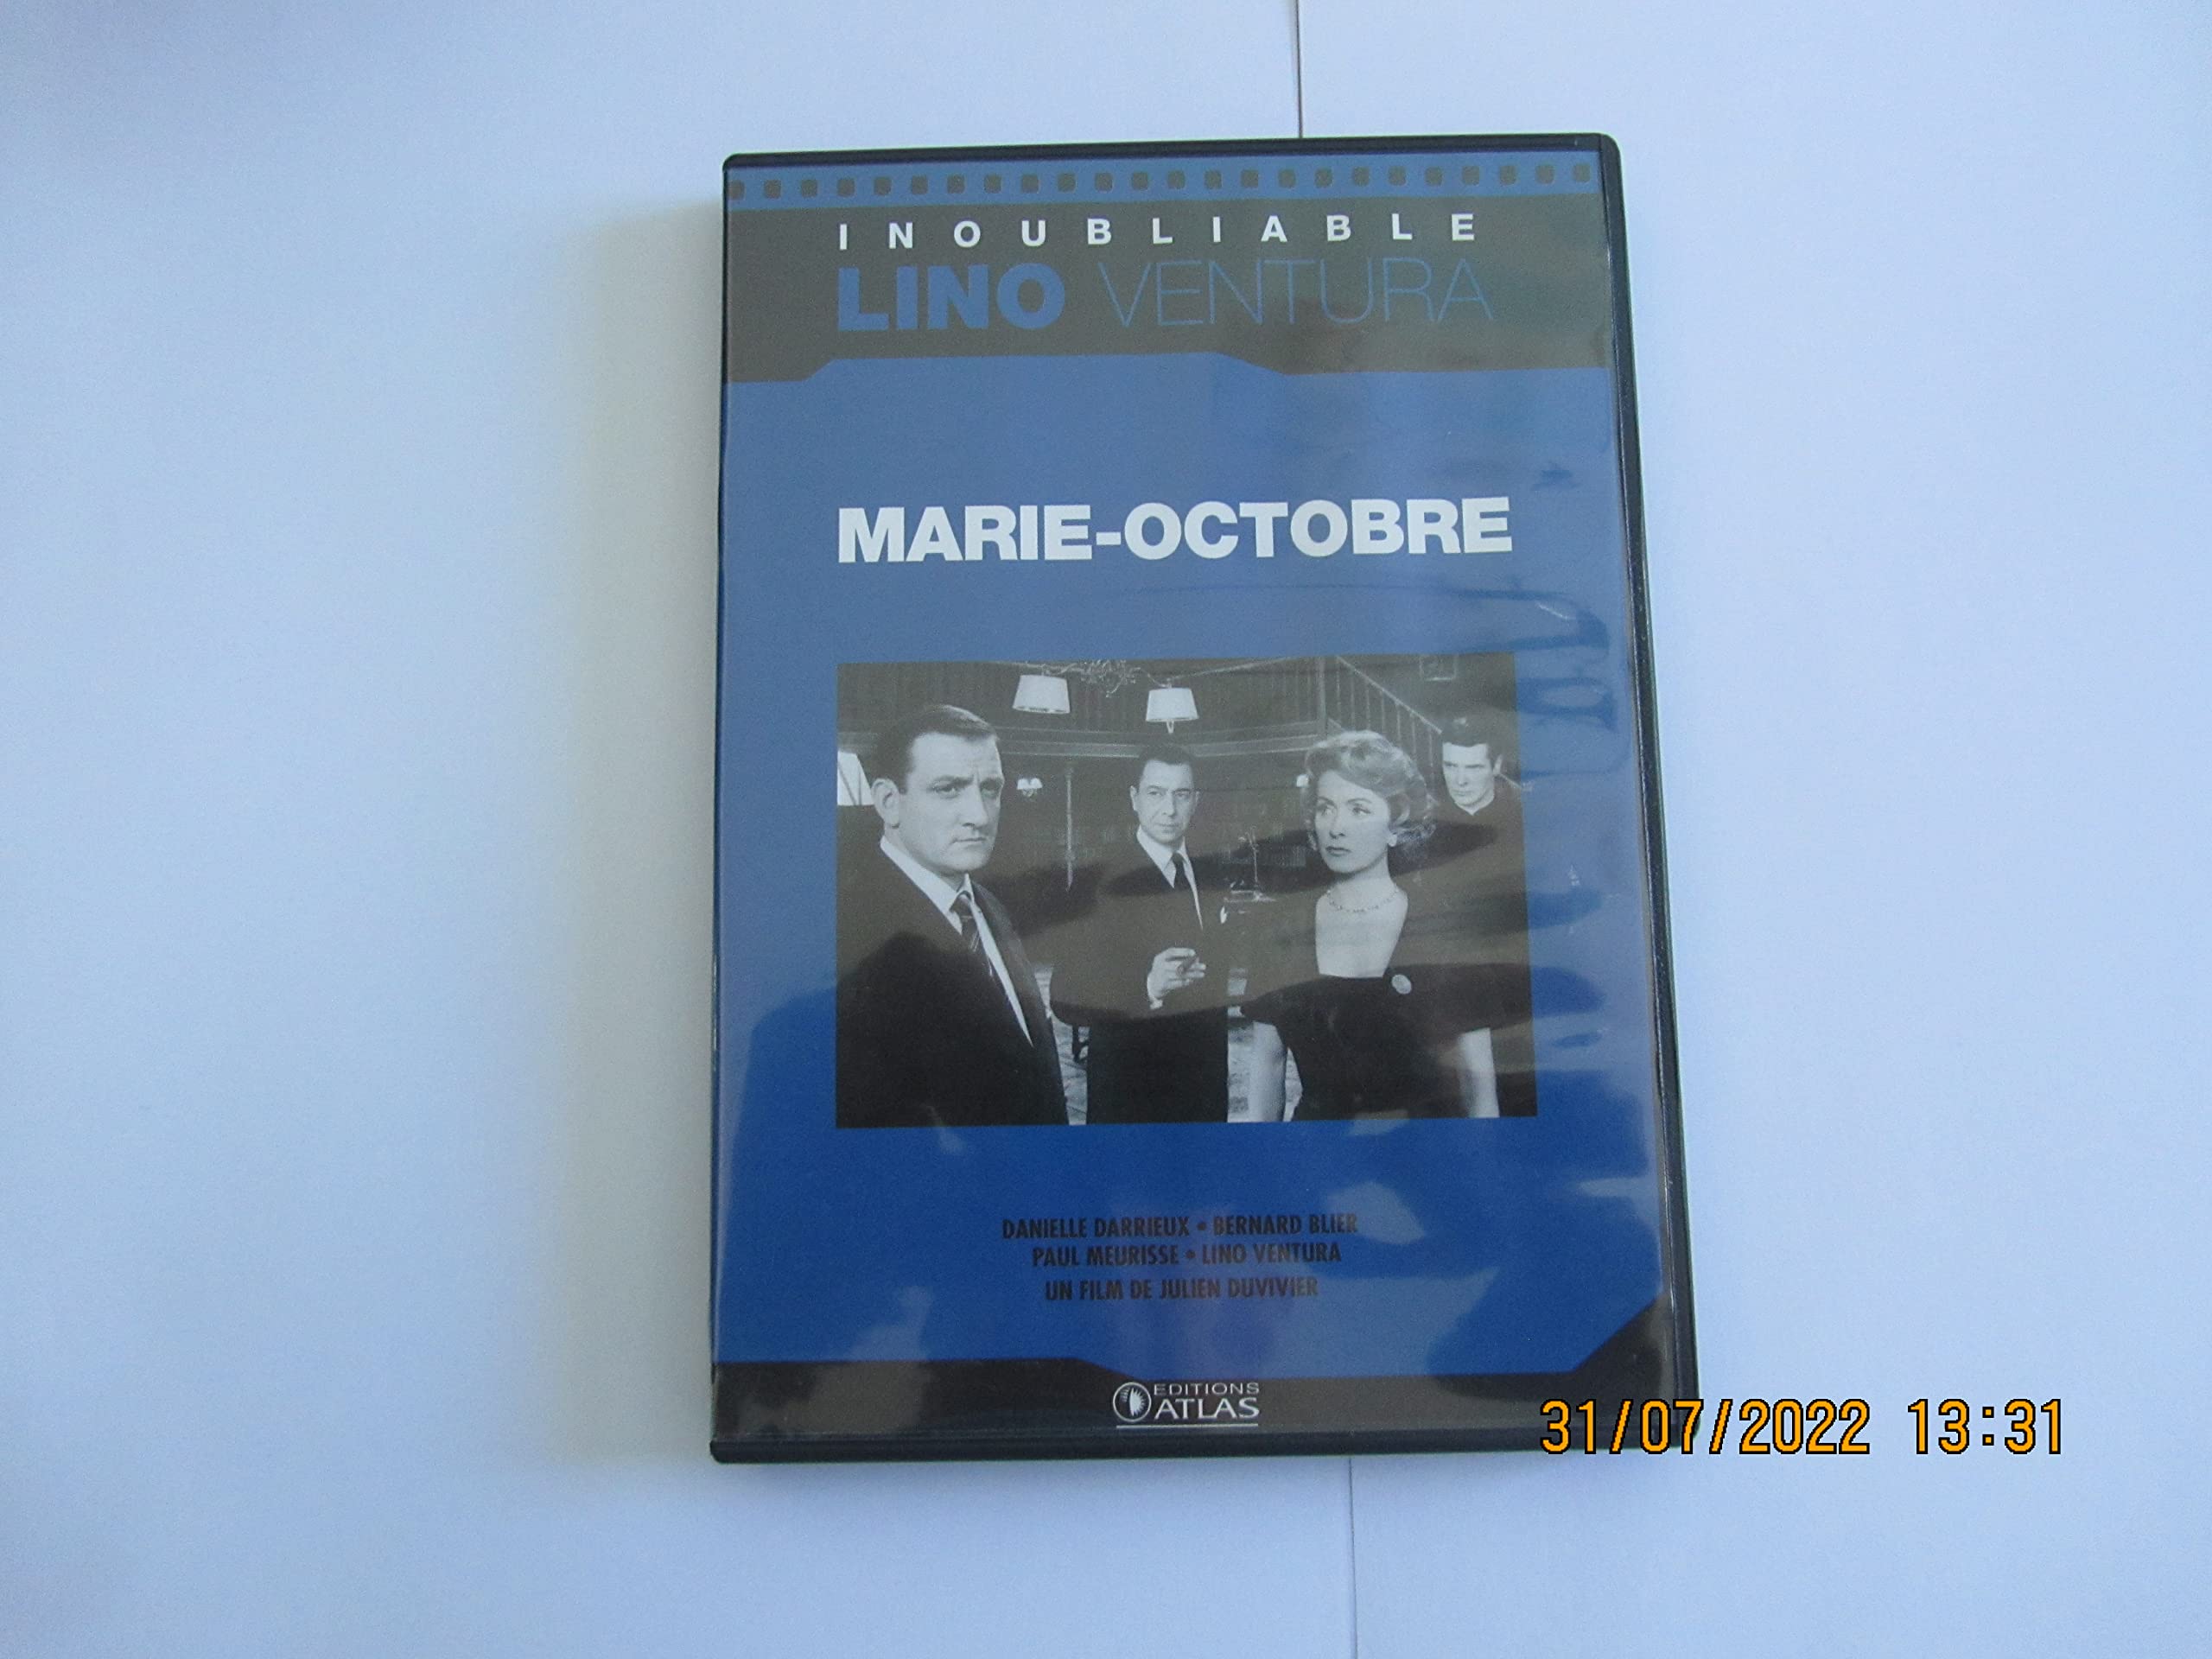 INOUBLIABLE
LINO VENTURA
MARIE-OCTOBRE
DANIELLE DARRIEUX • BERNARD BLIER
PAUL MEURISSE • LINO VENTURA
UN FILM DE JULIEN DUVIVIER
EDITIONS
ATLAS
31/07/2022 13:31